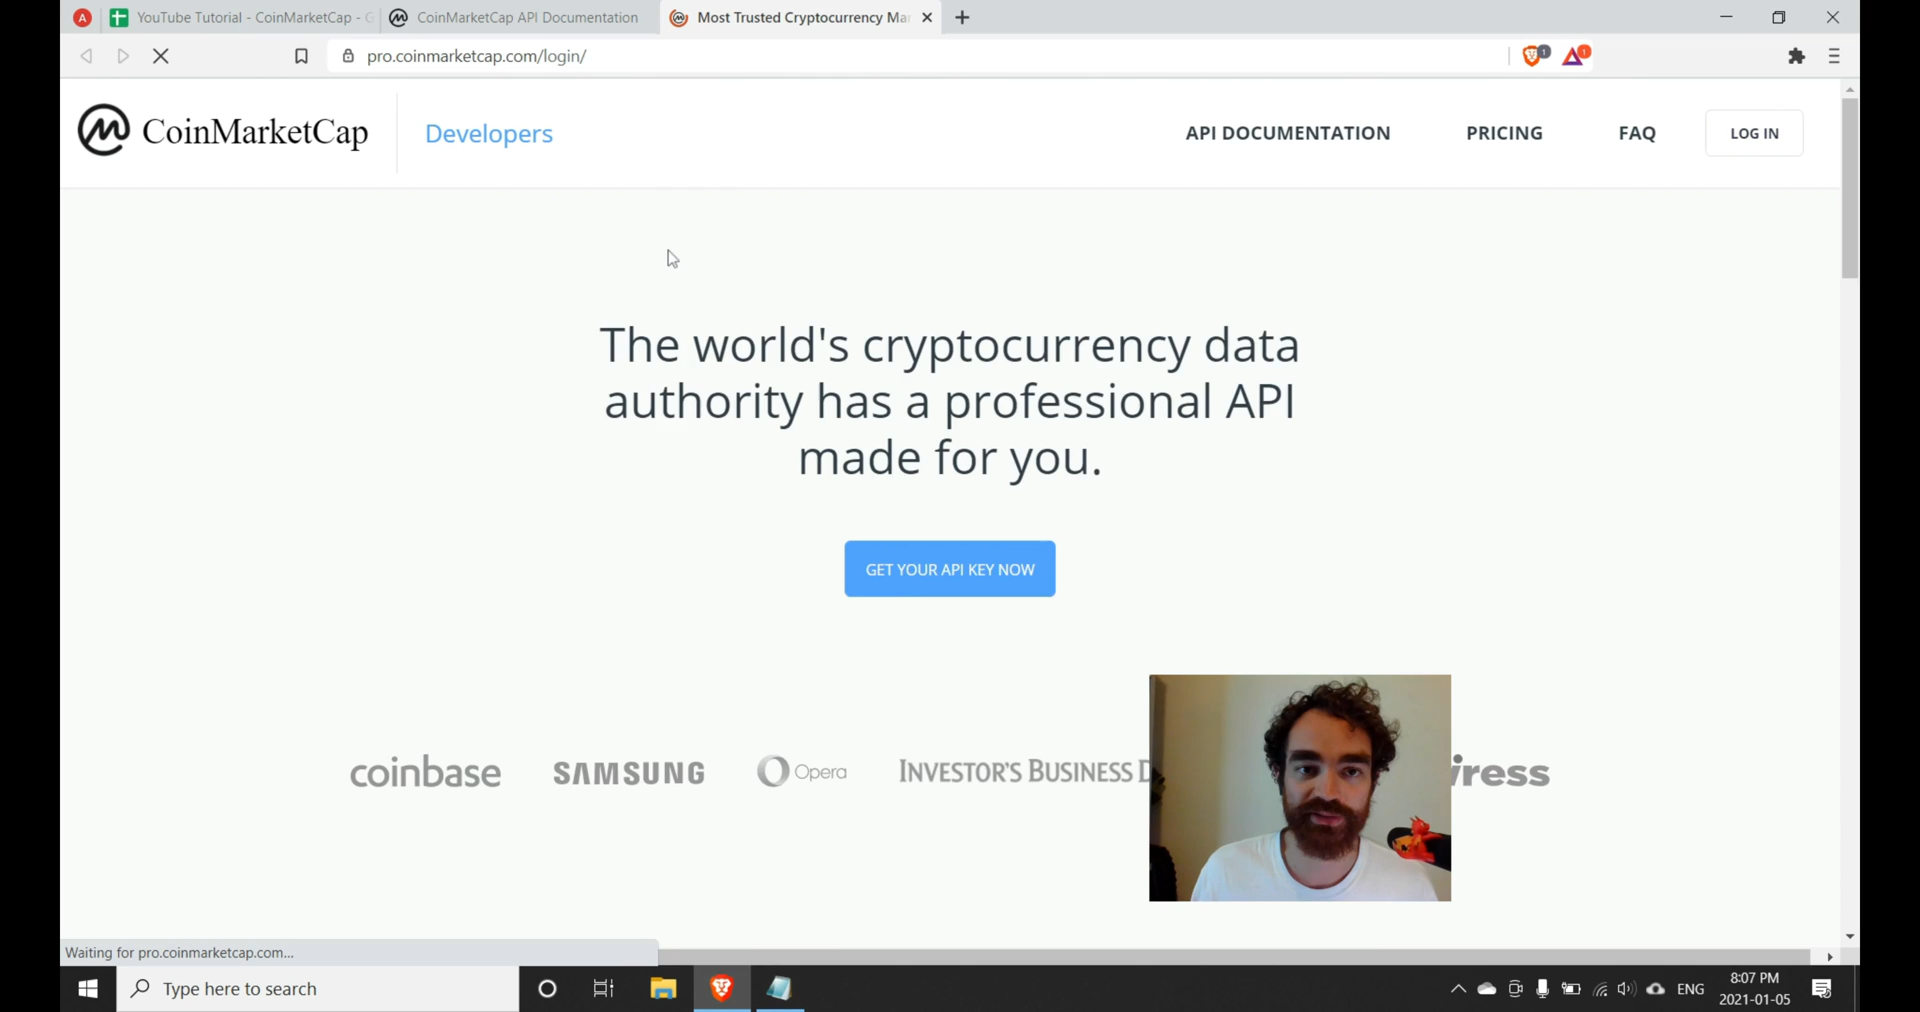 YouTube Tutorial - CoinMarketCap - G
CoinMarketCap API Documentation
Most Trusted Cryptocurrency Mar
pro.coinmarketcap.com/login/
1
1
CoinMarketCap
Developers
API DOCUMENTATION
PRICING
FAQ
LOG IN
The world's cryptocurrency data
authority has a professional API
made for you.
GET YOUR API KEY NOW
coinbase
SAMSUNG
Opera
INVESTOR'S BUSINESS D
iress
Waiting for pro.coinmarketcap.com...
Type here to search
ENG
8:07 PM
2021-01-05